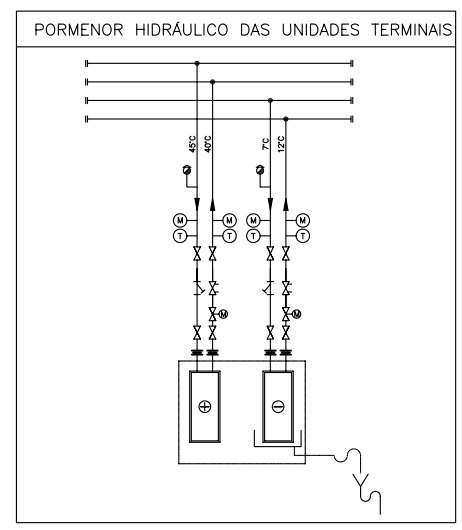 PORMENOR HIDRÁULICO DAS UNIDADES TERMINAIS
45°C 40°C 7°C 12°C
M M M M
T T T T
M M
+ −